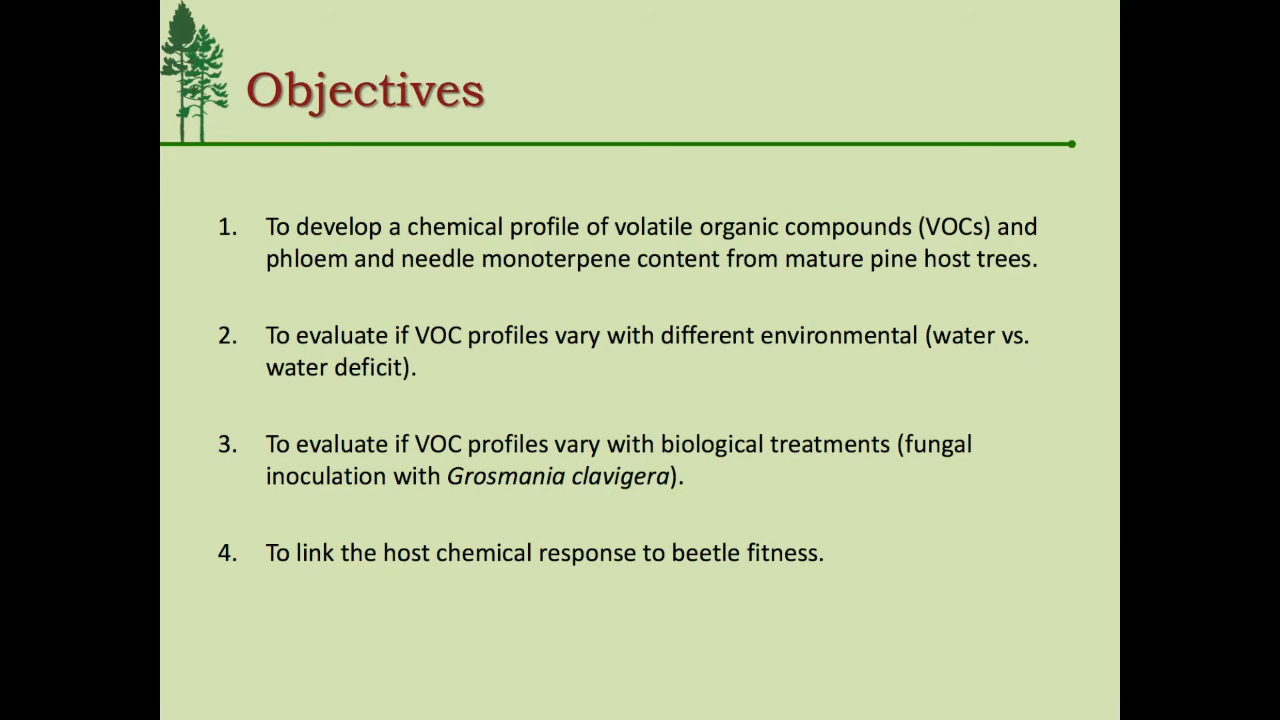 Objectives
1. To develop a chemical profile of volatile organic compounds (VOCs) and
phloem and needle monoterpene content from mature pine host trees.
2. To evaluate if VOC profiles vary with different environmental (water vs.
water deficit).
3. To evaluate if VOC profiles vary with biological treatments (fungal
inoculation with Grosmania clavigera).
4. To link the host chemical response to beetle fitness.